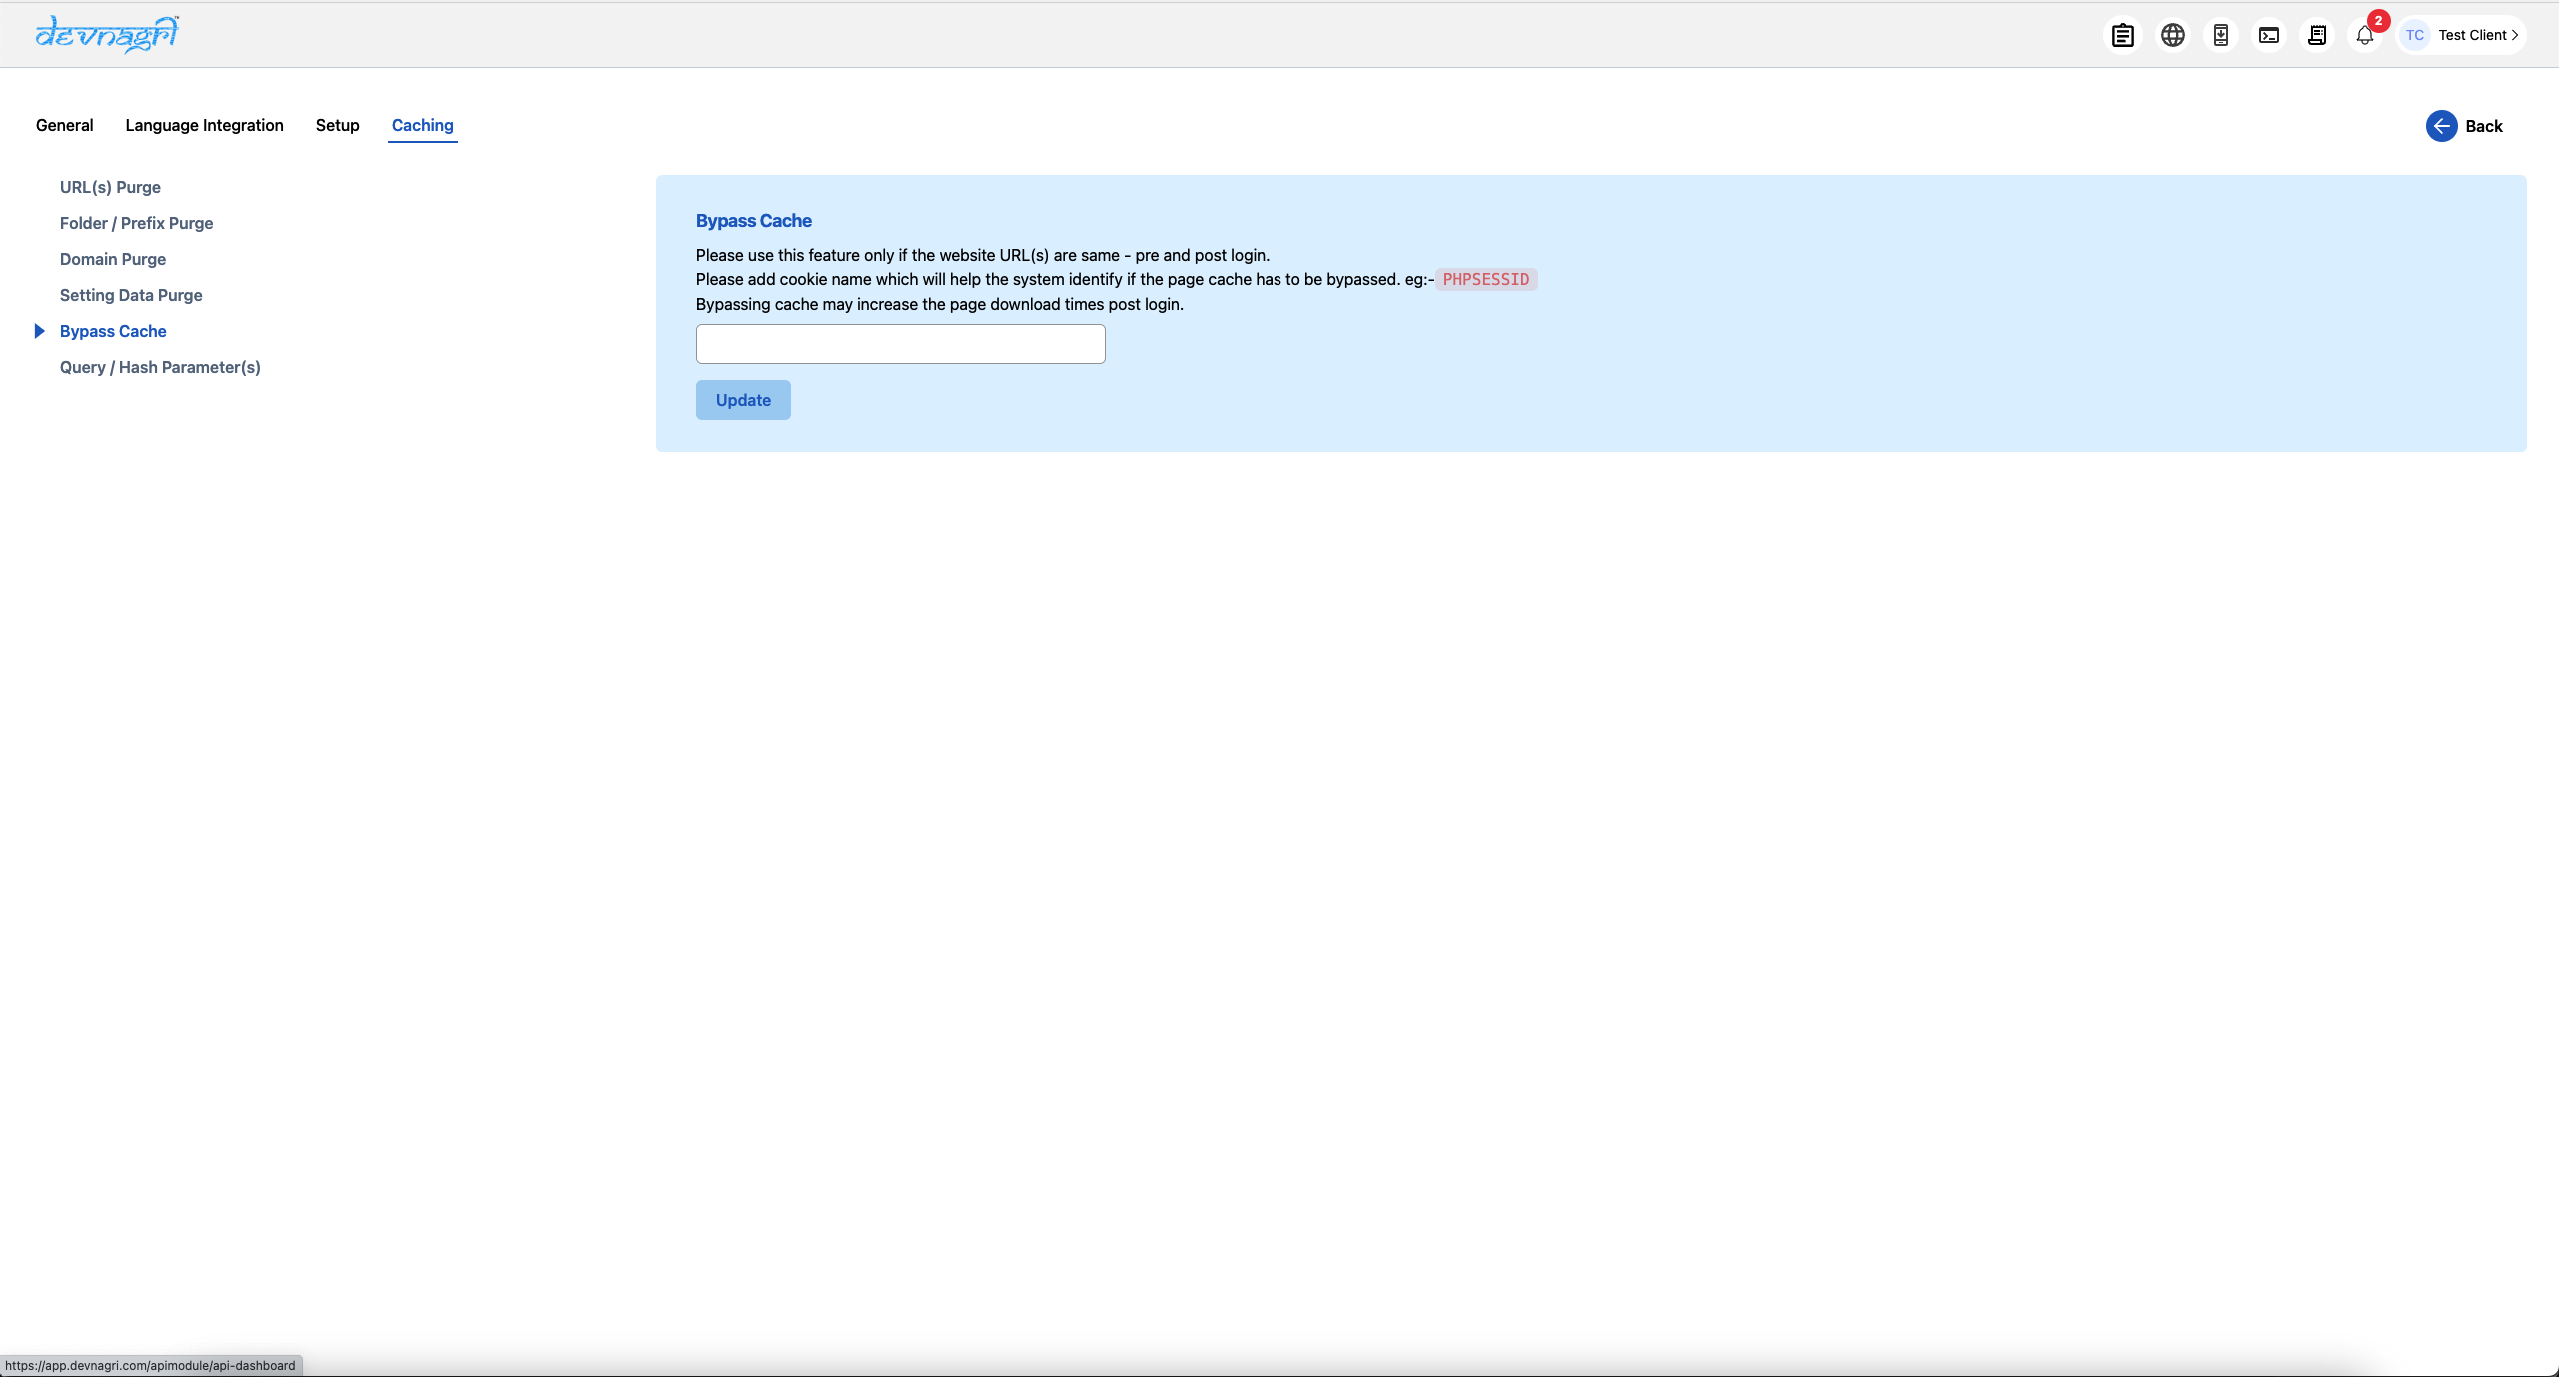 devnagri
2
TC Test Client
General Language Integration Setup Caching
Back
URL(s) Purge
Folder / Prefix Purge
Domain Purge
Setting Data Purge
Bypass Cache
Query / Hash Parameter(s)
Bypass Cache
Please use this feature only if the website URL(s) are same - pre and post login.
Please add cookie name which will help the system identify if the page cache has to be bypassed. eg:- PHPSESSID
Bypassing cache may increase the page download times post login.
Update
https://app.devnagri.com/apimodule/api-dashboard